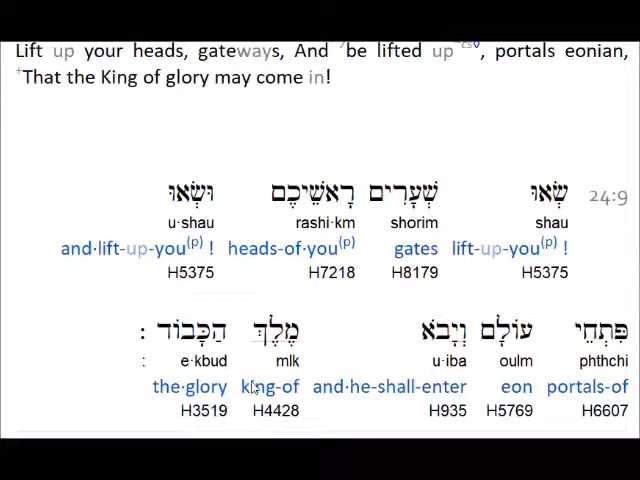 Lift up your heads, gateways, And +be lifted up ~cs◊, portals eonian,
+That the King of glory may come in!
24:9 שְׂאוּ שְׁעָרִים רָאשֵׁיכֶם וּשְׂאוּ
u·shau rashi·km shorim shau
and·lift-up-you(p) ! heads-of·you(p) gates lift-up-you(p) !
H5375 H7218 H8179 H5375
פִּתְחֵי עוֹלָם וְיָבֹא מֶלֶךְ הַכָּבוֹד :
: e·kbud mlk u·iba oulm phthchi
the·glory king-of and·he-shall-enter eon portals-of
H3519 H4428 H935 H5769 H6607